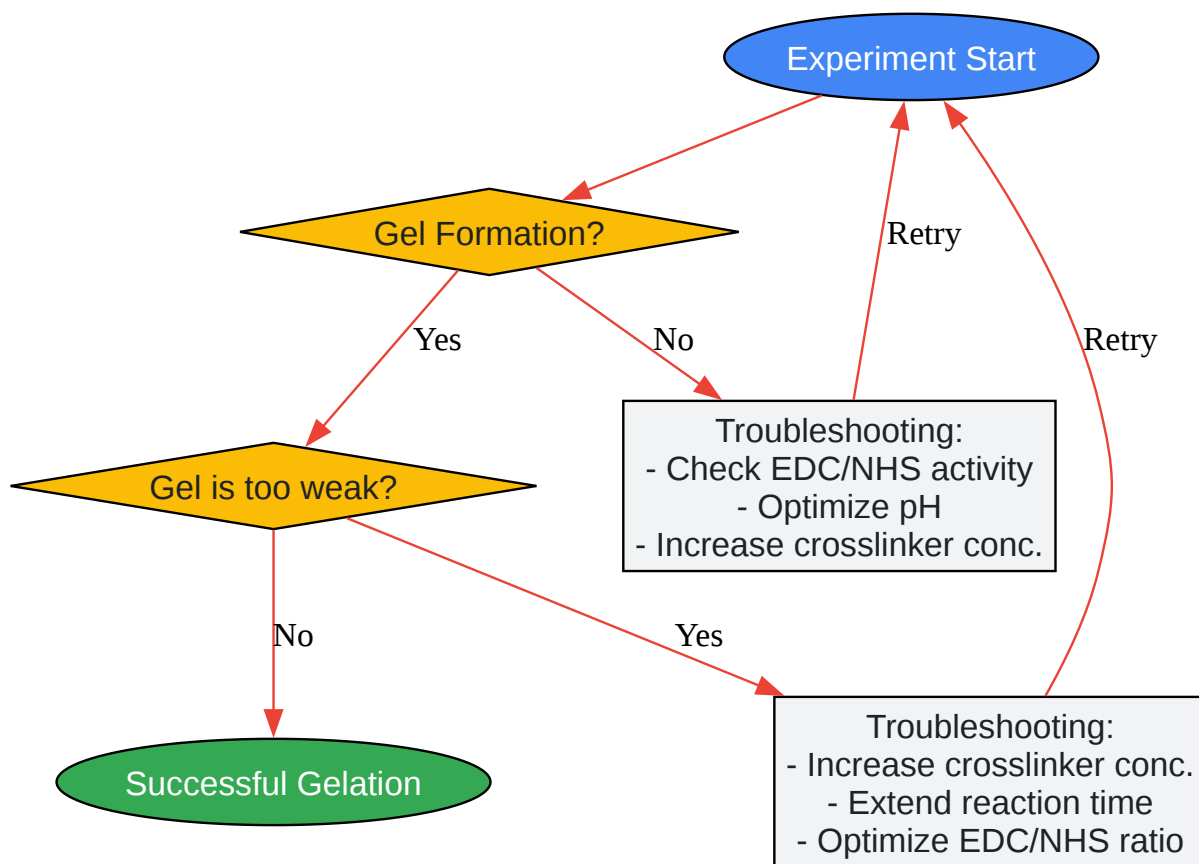 Experiment Start
Gel Formation?
Retry
Yes
No
Retry
Troubleshooting:
- Check EDC/NHS activity
- Optimize pH
- Increase crosslinker conc.
Gel is too weak?
No
Yes
Successful Gelation
Troubleshooting:
- Increase crosslinker conc.
- Extend reaction time
- Optimize EDC/NHS ratio